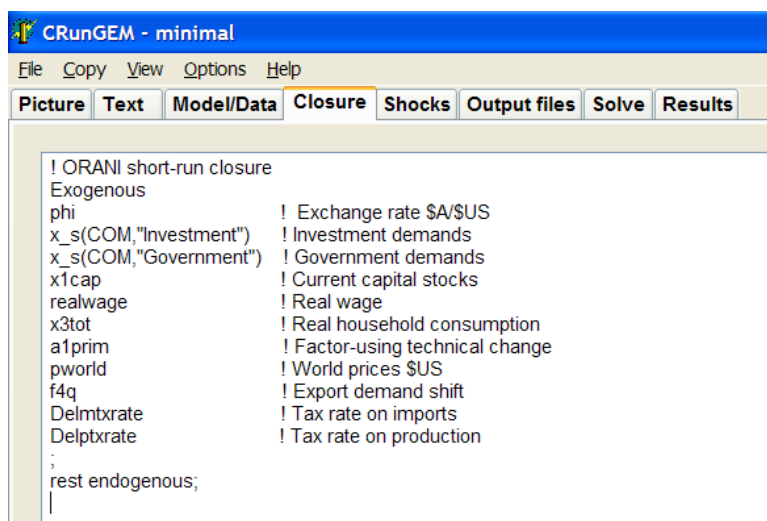 CRunGEM - minimal
File Copy View Options Help
Picture Text Model/Data Closure Shocks Output files Solve Results
! ORANI short-run closure
Exogenous
phi ! Exchange rate $A/$US
x_s(COM,"Investment") ! Investment demands
x_s(COM,"Government") ! Government demands
x1cap ! Current capital stocks
realwage ! Real wage
x3tot ! Real household consumption
a1prim ! Factor-using technical change
pworld ! World prices $US
f4q ! Export demand shift
Delmtxrate ! Tax rate on imports
Delptxrate ! Tax rate on production
;
rest endogenous;